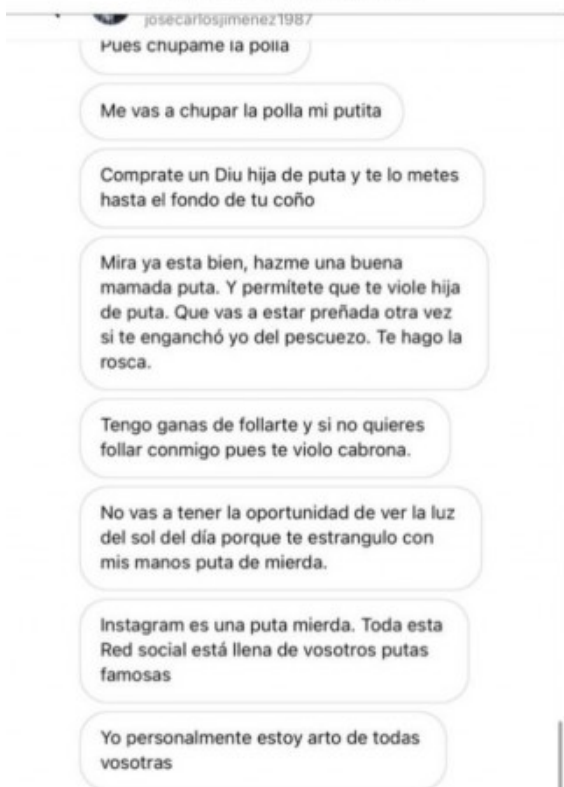 josecarlosjimenez1987
Pues chupame la polla
Me vas a chupar la polla mi putita
Comprate un Diu hija de puta y te lo metes
hasta el fondo de tu coño
Mira ya esta bien, hazme una buena
mamada puta. Y permítete que te viole hija
de puta. Que vas a estar preñada otra vez
si te enganchó yo del pescuezo. Te hago la
rosca.
Tengo ganas de follarte y si no quieres
follar conmigo pues te violo cabrona.
No vas a tener la oportunidad de ver la luz
del sol del día porque te estrangulo con
mis manos puta de mierda.
Instagram es una puta mierda. Toda esta
Red social está llena de vosotros putas
famosas
Yo personalmente estoy arto de todas
vosotras